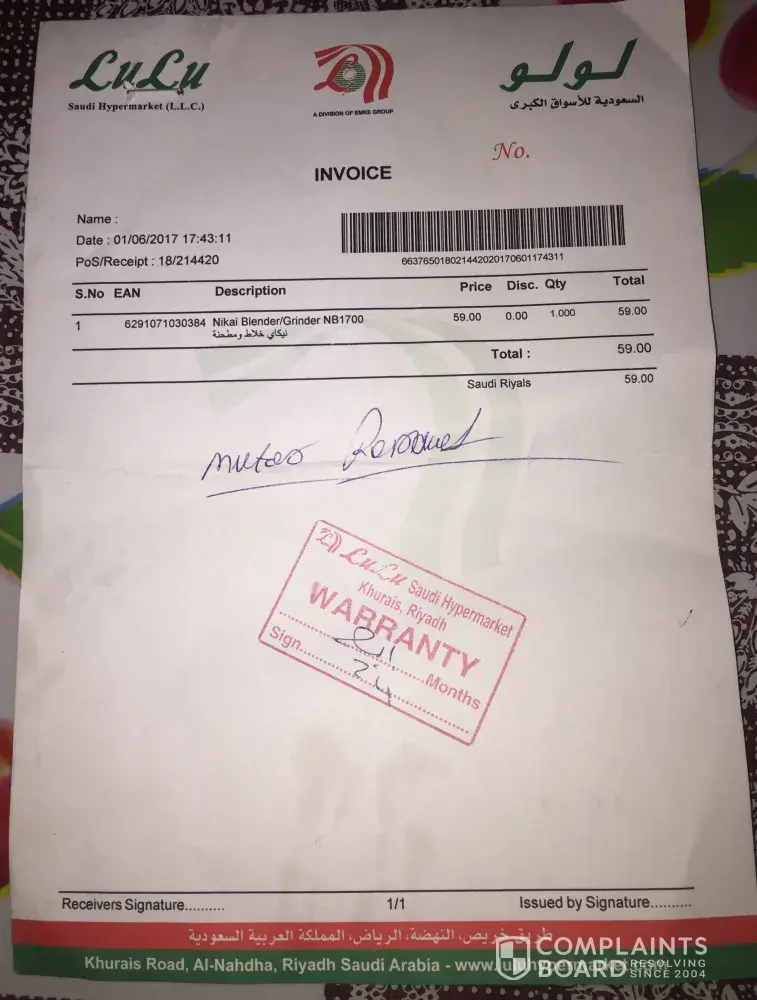 LuLu
Saudi Hypermarket (L.L.C.)
A DIVISION OF EMKE GROUP
لولو
السعودية للأسواق الكبرى
No.
INVOICE
Name :
Date : 01/06/2017 17:43:11
PoS/Receipt : 18/214420
6637650180214420201706011743​11
S.No EAN Description Price Disc. Qty Total
1 6291071030384 Nikai Blender/Grinder NB1700 59.00 0.00 1.000 59.00
نيكاي خلاط ومطحنة
Total : 59.00
Saudi Riyals 59.00
LuLu Saudi Hypermarket
Khurais, Riyadh
WARRANTY
Months
Sign
Receivers Signature.......... 1/1 Issued by Signature..........
طريق خريص، النهضة، الرياض، المملكة العربية السعودية
Khurais Road, Al-Nahdha, Riyadh Saudi Arabia - www.
COMPLAINTS
BOARD RESOLVING
SINCE 2004